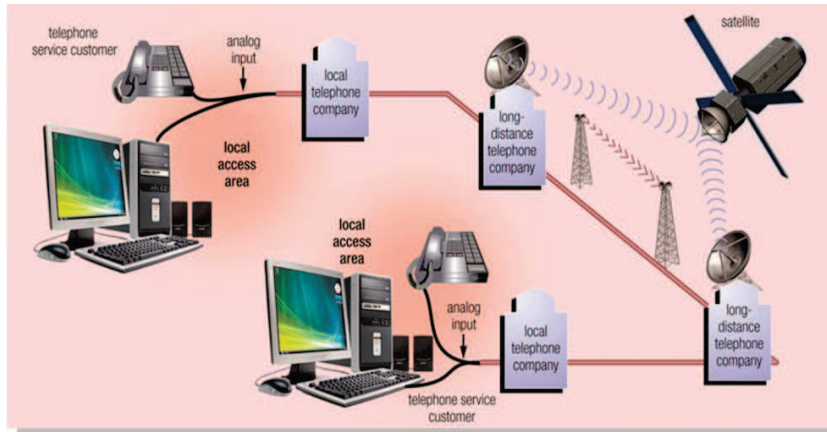 telephone
service customer
analog
input
local
telephone
company
long-
distance
telephone
company
satellite
local
access
area
local
access
area
analog
input
local
telephone
company
long-
distance
telephone
company
telephone service
customer